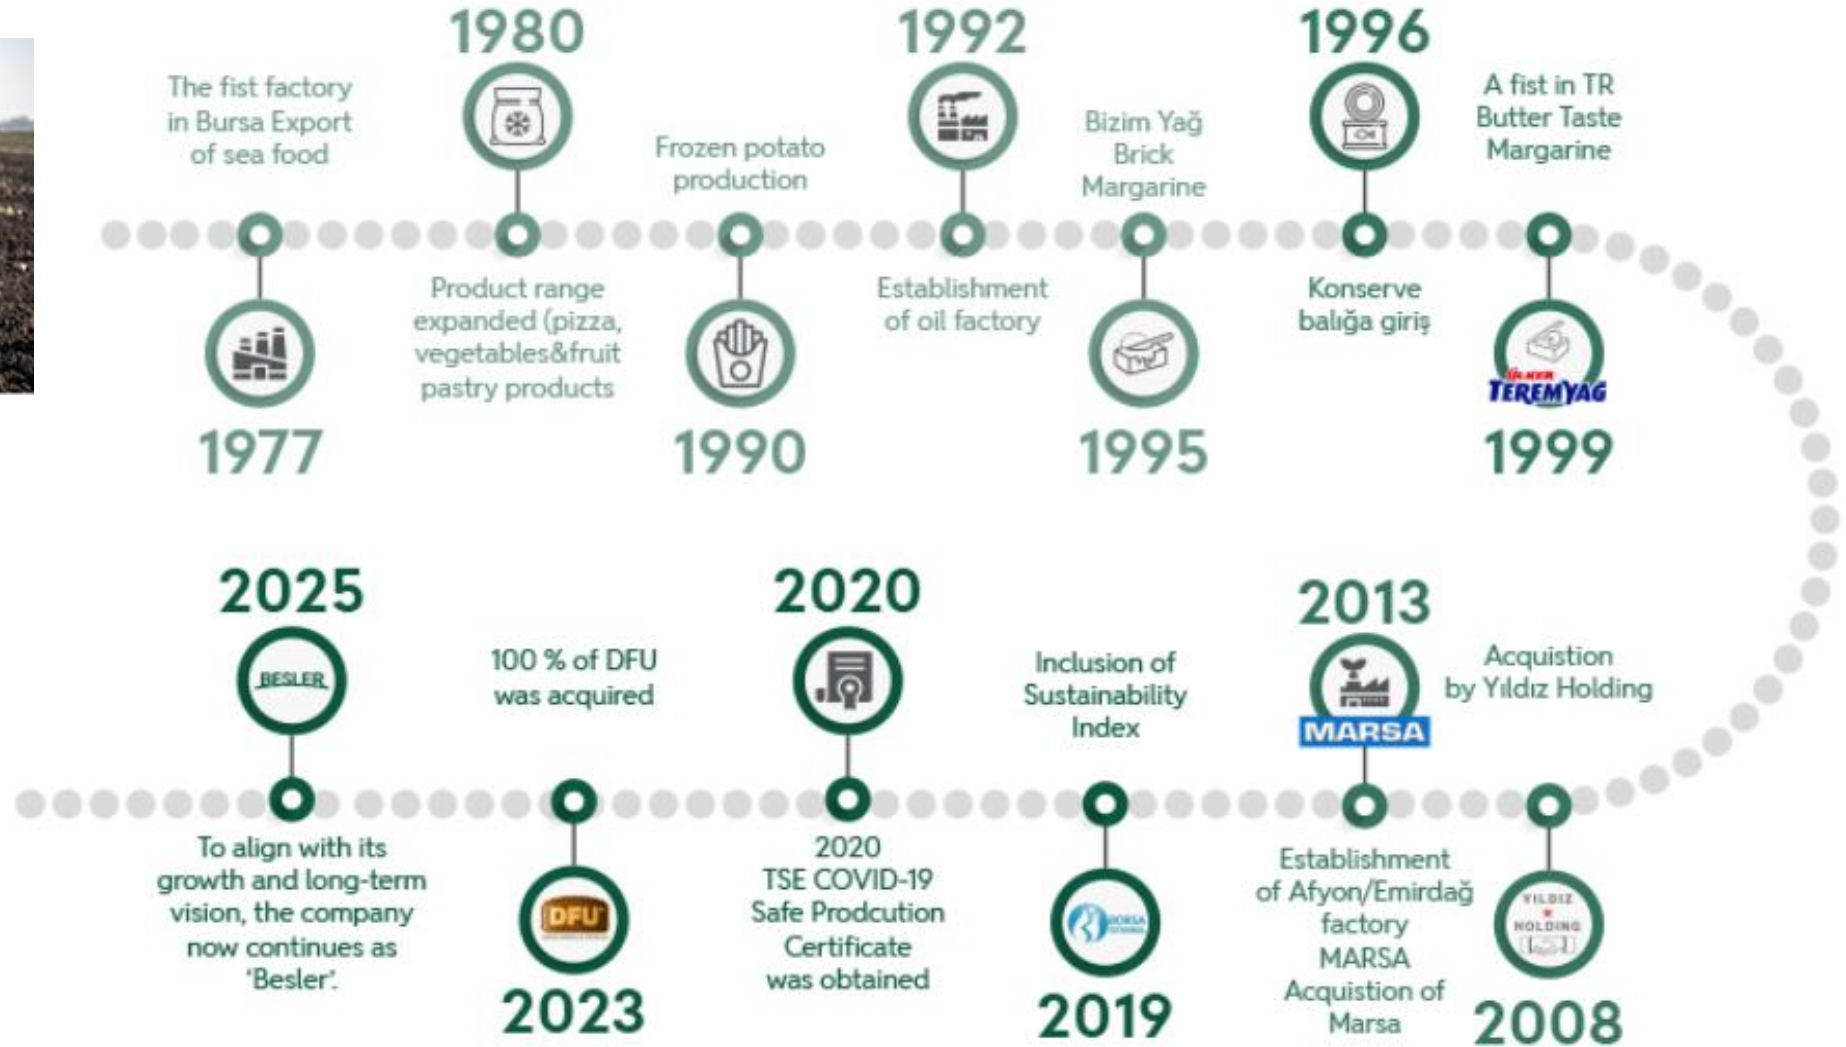 1977
The fist factory
in Bursa Export
of sea food
1980
Product range
expanded (pizza,
vegetables&fruit
pastry products
1990
Frozen potato
production
1992
Establishment
of oil factory
1995
Bizim Yağ
Brick
Margarine
1996
Konserve
balığa giriş
1999
A fist in TR
Butter Taste
Margarine
ÜLKER
TEREMYAĞ
2008
Acquistion
by Yıldız Holding
YILDIZ
HOLDING
2013
MARSA
Establishment
of Afyon/Emirdağ
factory
MARSA
Acquistion of
Marsa
2019
Inclusion of
Sustainability
Index
BORSA
ISTANBUL
2020
2020
TSE COVID-19
Safe Prodcution
Certificate
was obtained
2023
100 % of DFU
was acquired
DFU
2025
BESLER
To align with its
growth and long-term
vision, the company
now continues as
'Besler'.